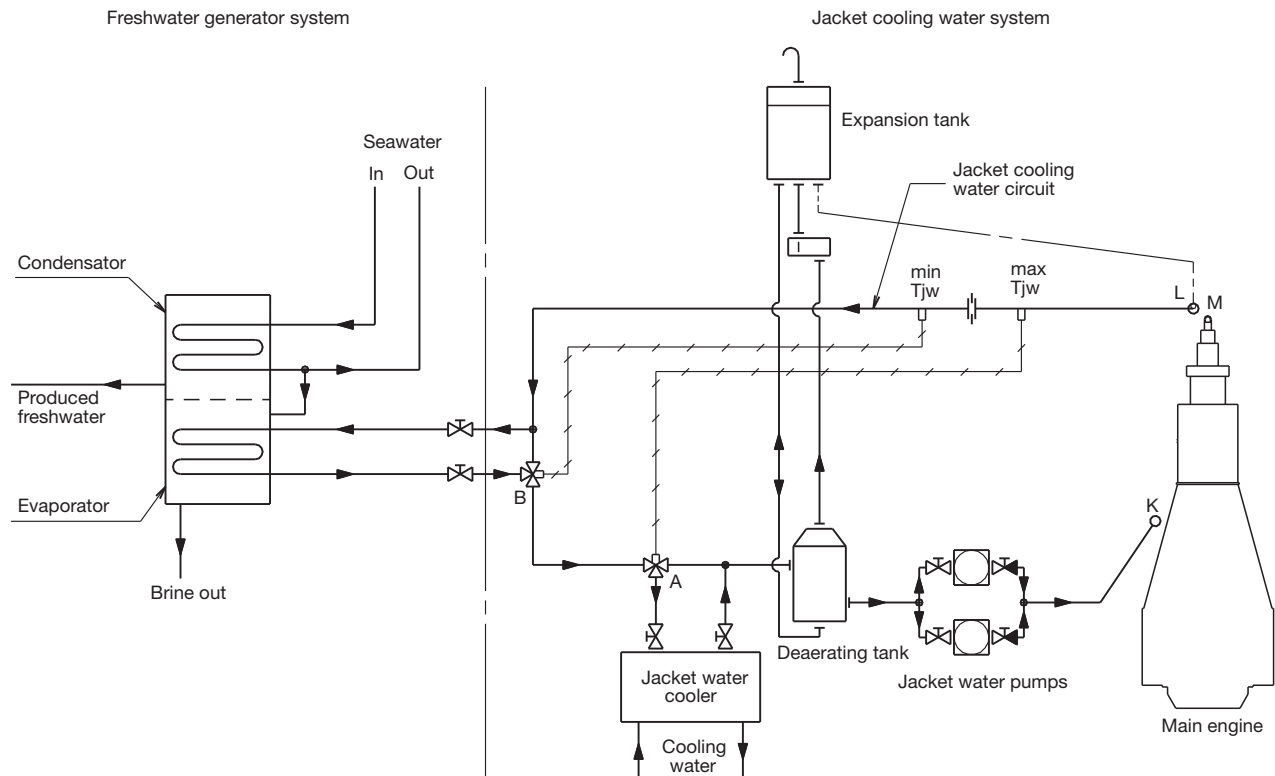 Freshwater generator system
Jacket cooling water system
Expansion tank
Seawater
In Out
Jacket cooling
water circuit
Condensator
min
Tjw
max
Tjw
L
M
Produced
freshwater
B
K
Evaporator
A
Brine out
Deaerating tank
Jacket water
cooler
Jacket water pumps
Main engine
Cooling
water